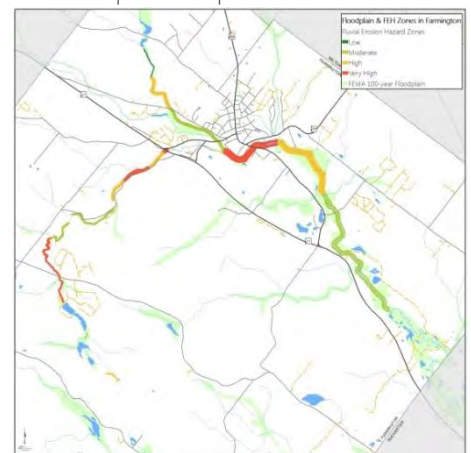 Floodplain & FEH Zones in Farmington
Fluvial Erosion Hazard Zones
Low
Moderate
High
Very High
FEMA 100-year Floodplain